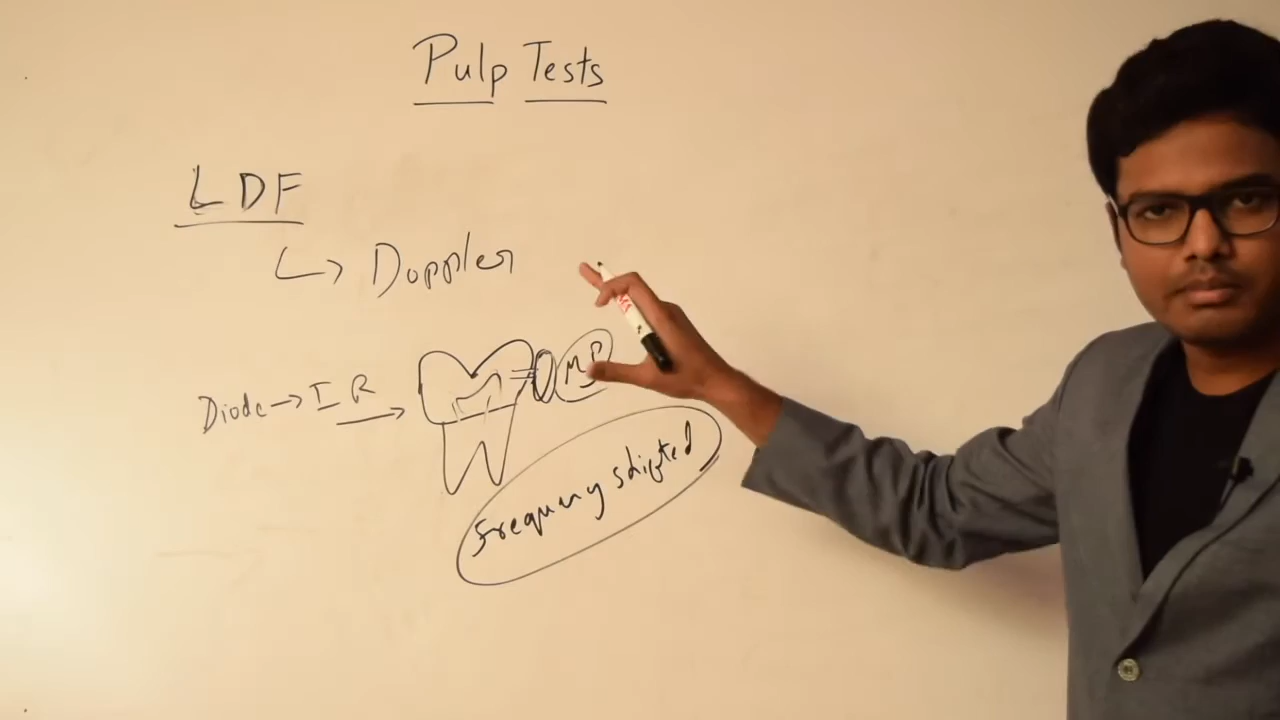 Pulp Tests
LDF
↳ Doppler
Diode → IR →
MP
Frequency shifted